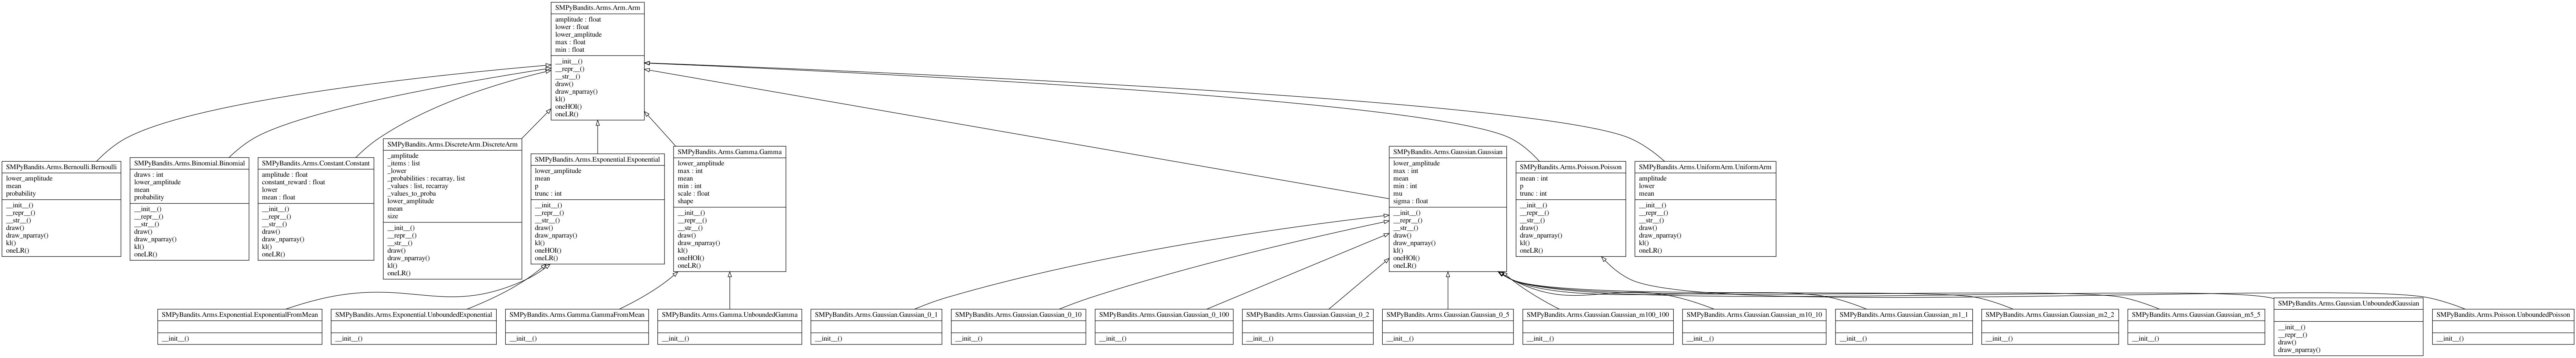 SMPyBandits.Arms.Arm.Arm
amplitude : float
lower : float
lower_amplitude
max : float
min : float
__init__()
__repr__()
__str__()
draw()
draw_nparray()
kl()
oneHOI()
oneLR()
SMPyBandits.Arms.Bernoulli.Bernoulli
lower_amplitude
mean
probability
__init__()
__repr__()
__str__()
draw()
draw_nparray()
kl()
oneLR()
SMPyBandits.Arms.Binomial.Binomial
draws : int
lower_amplitude
mean
probability
__init__()
__repr__()
__str__()
draw()
draw_nparray()
kl()
oneLR()
SMPyBandits.Arms.Constant.Constant
amplitude : float
constant_reward : float
lower
mean : float
__init__()
__repr__()
__str__()
draw()
draw_nparray()
kl()
oneLR()
SMPyBandits.Arms.DiscreteArm.DiscreteArm
_amplitude
_items : list
_lower
_probabilities : recarray, list
_values : list, recarray
_values_to_proba
lower_amplitude
mean
size
__init__()
__repr__()
__str__()
draw()
draw_nparray()
kl()
oneLR()
SMPyBandits.Arms.Exponential.Exponential
lower_amplitude
mean
p
trunc : int
__init__()
__repr__()
__str__()
draw()
draw_nparray()
kl()
oneHOI()
oneLR()
SMPyBandits.Arms.Gamma.Gamma
lower_amplitude
max : int
mean
min : int
scale : float
shape
__init__()
__repr__()
__str__()
draw()
draw_nparray()
kl()
oneHOI()
oneLR()
SMPyBandits.Arms.Gaussian.Gaussian
lower_amplitude
max : int
mean
min : int
mu
sigma : float
__init__()
__repr__()
__str__()
draw()
draw_nparray()
kl()
oneHOI()
oneLR()
SMPyBandits.Arms.Poisson.Poisson
mean : int
p
trunc : int
__init__()
__repr__()
__str__()
draw()
draw_nparray()
kl()
oneLR()
SMPyBandits.Arms.UniformArm.UniformArm
amplitude
lower
mean
__init__()
__repr__()
__str__()
draw()
draw_nparray()
kl()
oneLR()
SMPyBandits.Arms.Exponential.ExponentialFromMean
__init__()
SMPyBandits.Arms.Exponential.UnboundedExponential
__init__()
SMPyBandits.Arms.Gamma.GammaFromMean
__init__()
SMPyBandits.Arms.Gamma.UnboundedGamma
__init__()
SMPyBandits.Arms.Gaussian.Gaussian_0_1
__init__()
SMPyBandits.Arms.Gaussian.Gaussian_0_10
__init__()
SMPyBandits.Arms.Gaussian.Gaussian_0_100
__init__()
SMPyBandits.Arms.Gaussian.Gaussian_0_2
__init__()
SMPyBandits.Arms.Gaussian.Gaussian_0_5
__init__()
SMPyBandits.Arms.Gaussian.Gaussian_m100_100
__init__()
SMPyBandits.Arms.Gaussian.Gaussian_m10_10
__init__()
SMPyBandits.Arms.Gaussian.Gaussian_m1_1
__init__()
SMPyBandits.Arms.Gaussian.Gaussian_m2_2
__init__()
SMPyBandits.Arms.Gaussian.Gaussian_m5_5
__init__()
SMPyBandits.Arms.Gaussian.UnboundedGaussian
__init__()
__repr__()
draw()
draw_nparray()
SMPyBandits.Arms.Poisson.UnboundedPoisson
__init__()